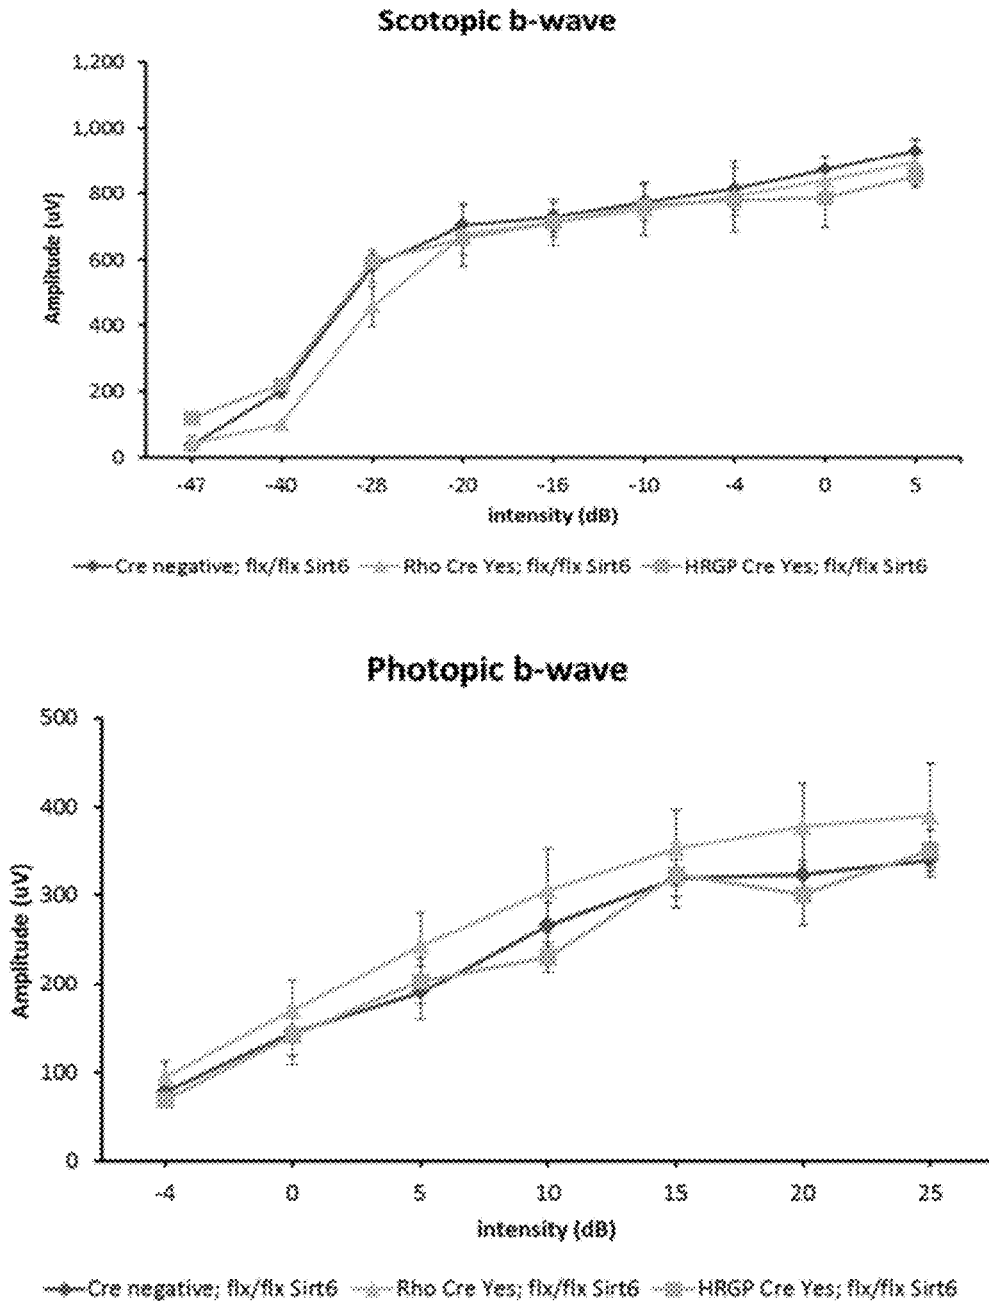 Scotopic b-wave
1,200
1,000
800
600
400
200
0
Amplitude (uV)
-47 -40 -28 -20 -16 -10 -4 0 5
intensity (dB)
Cre negative; flx/flx Sirt6 Rho Cre Yes; flx/flx Sirt6 HRGP Cre Yes; flx/flx Sirt6
Photopic b-wave
500
400
300
200
100
0
Amplitude (uV)
-4 0 5 10 15 20 25
intensity (dB)
Cre negative; flx/flx Sirt6 Rho Cre Yes; flx/flx Sirt6 HRGP Cre Yes; flx/flx Sirt6